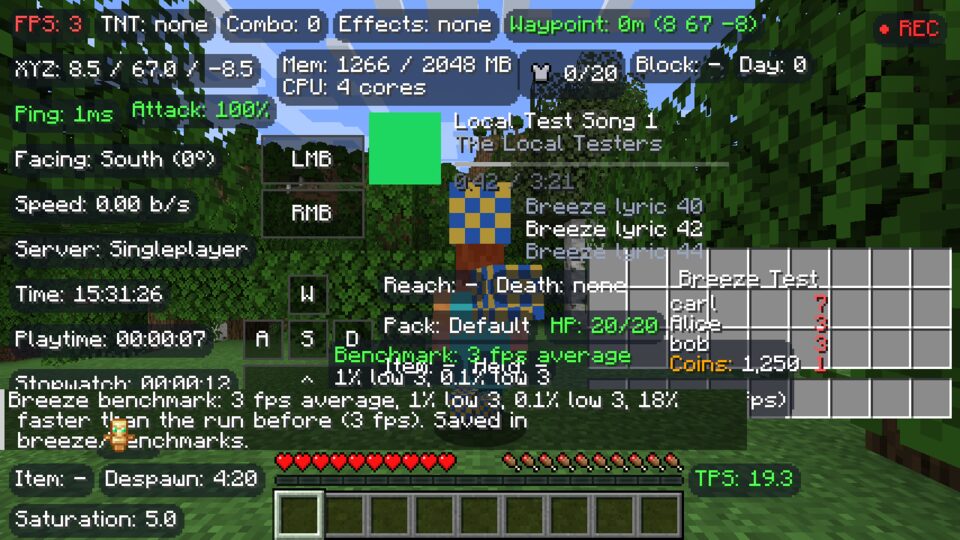 FPS: 3 TNT: none Combo: 0 Effects: none Waypoint: 0m (8 67 -8) REC
XYZ: 8.5 / 67.0 / -8.5
Mem: 1266 / 2048 MB
CPU: 4 cores
0/20
Block: - Day: 0
Ping: 1ms
Attack: 100%
Local Test Song 1
The Local Testers
0:42 / 3:21
Facing: South (0°)
LMB
Speed: 0.00 b/s
RMB
Breeze lyric 40
Breeze lyric 42
Breeze lyric 44
Server: Singleplayer
Reach: - Death: none
Breeze Test
carl 7
Alice 3
bob 3
Coins: 1,250 1
Time: 15:31:26
W
Pack: Default HP: 20/20
Playtime: 00:00:07
A S D
Benchmark: 3 fps average
Item: - Held: -
1% low 3, 0.1% low 3
Stopwatch: 00:00:12
^
Breeze benchmark: 3 fps average, 1% low 3, 0.1% low 3, 18%
faster than the run before (3 fps). Saved in
breeze/benchmarks.
fps)
Item: - Despawn: 4:20
TPS: 19.3
Saturation: 5.0